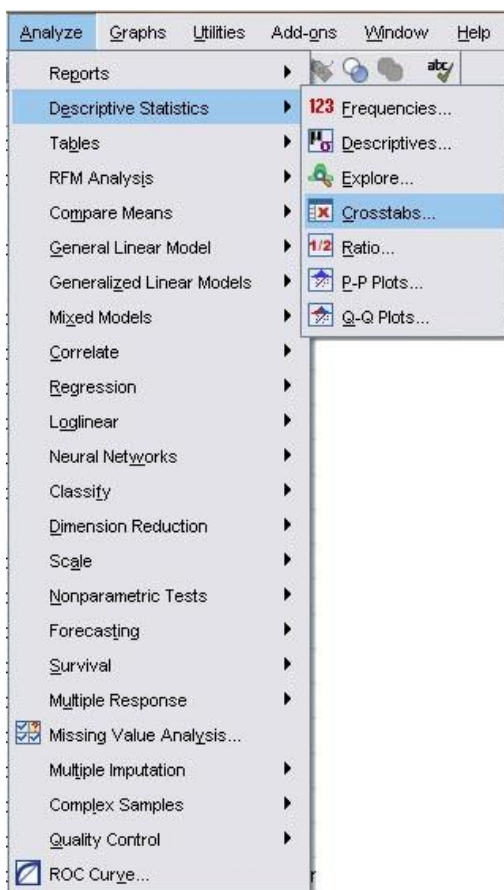 Analyze Graphs Utilities Add-ons Window Help
Reports
Descriptive Statistics
Tables
RFM Analysis
Compare Means
General Linear Model
Generalized Linear Models
Mixed Models
Correlate
Regression
Loglinear
Neural Networks
Classify
Dimension Reduction
Scale
Nonparametric Tests
Forecasting
Survival
Multiple Response
Missing Value Analysis...
Multiple Imputation
Complex Samples
Quality Control
ROC Curve...
abc
123 Frequencies...
μσ Descriptives...
Explore...
Crosstabs...
1/2 Ratio...
P-P Plots...
Q-Q Plots...